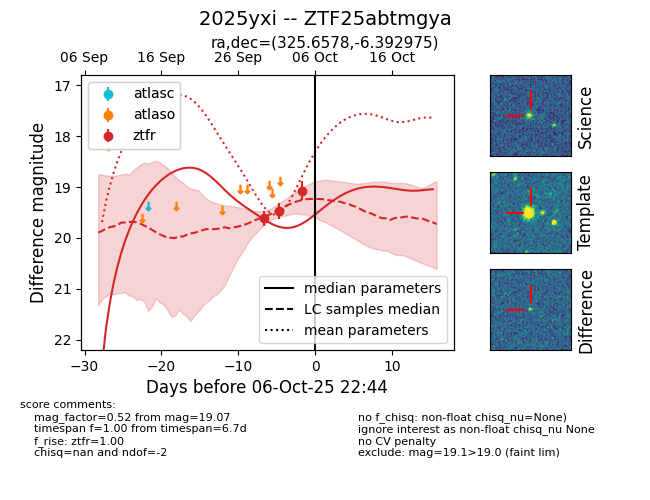 2025yxi -- ZTF25abtmgya
ra,dec=(325.6578,-6.392975)
06 Sep 16 Sep 26 Sep 06 Oct 16 Oct
17
18
19
20
21
22
Difference magnitude
atlasc
atlaso
ztfr
median parameters
LC samples median
mean parameters
−30 −20 −10 0 10
Days before 06-Oct-25 22:44
Science
Template
Difference
score comments:
mag_factor=0.52 from mag=19.07
timespan f=1.00 from timespan=6.7d
f_rise: ztfr=1.00
chisq=nan and ndof=-2
no f_chisq: non-float chisq_nu=None)
ignore interest as non-float chisq_nu None
no CV penalty
exclude: mag=19.1>19.0 (faint lim)